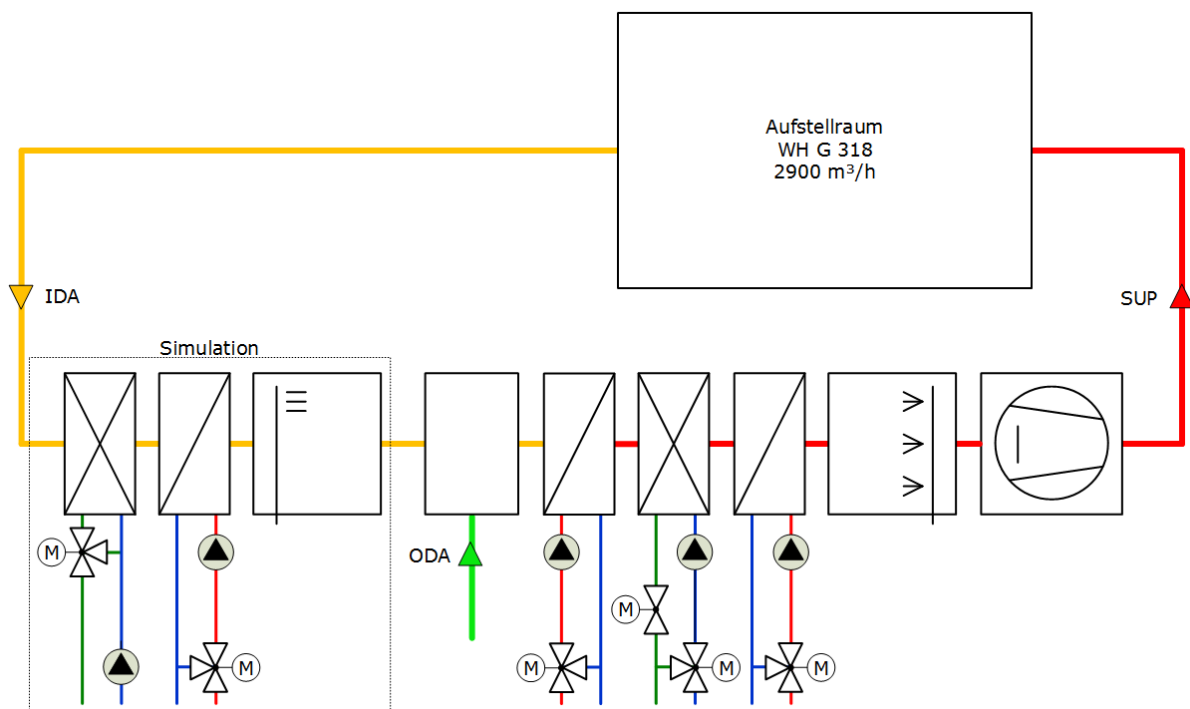 Aufstellraum
WH G 318
2900 m³/h
IDA
SUP
Simulation
ODA
M
M
M
M
M
M